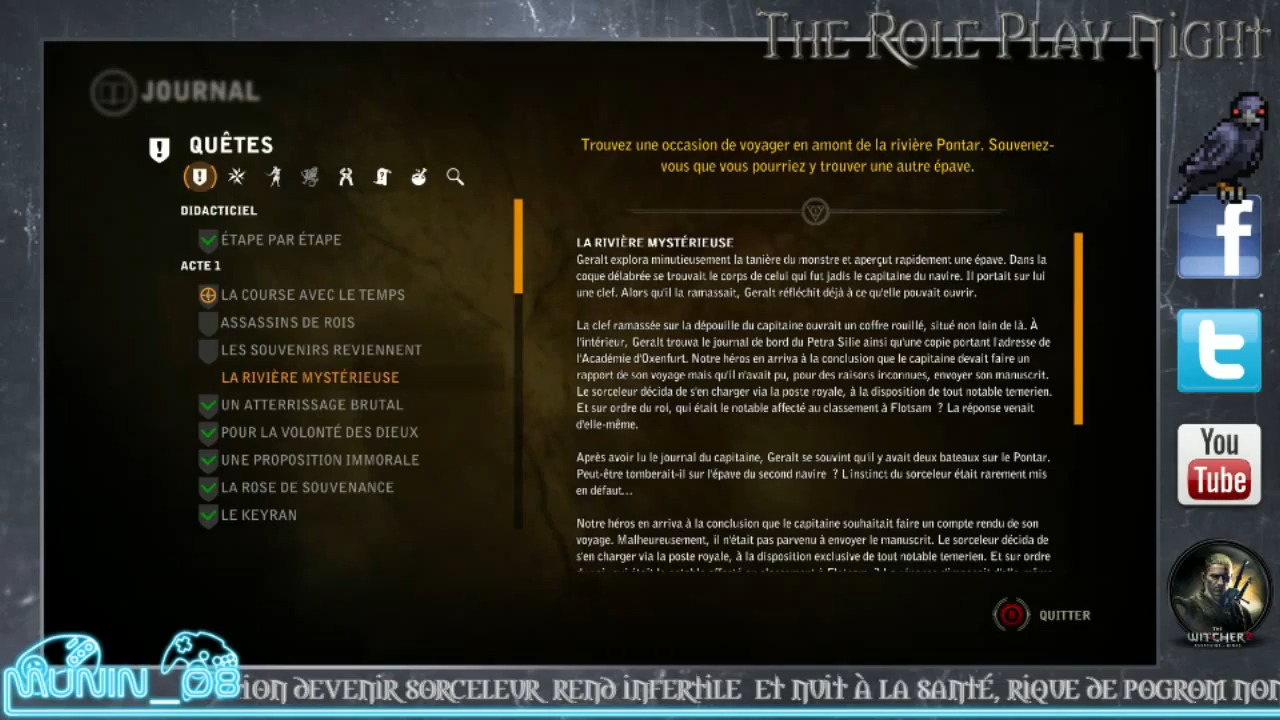 THE ROLE PLAY NIGHT
JOURNAL
QUÊTES
DIDACTICIEL
ÉTAPE PAR ÉTAPE
ACTE 1
LA COURSE AVEC LE TEMPS
ASSASSINS DE ROIS
LES SOUVENIRS REVIENNENT
LA RIVIÈRE MYSTÉRIEUSE
UN ATTERRISSAGE BRUTAL
POUR LA VOLONTÉ DES DIEUX
UNE PROPOSITION IMMORALE
LA ROSE DE SOUVENANCE
LE KEYRAN
Trouvez une occasion de voyager en amont de la rivière Pontar. Souvenez-
vous que vous pourriez y trouver une autre épave.
LA RIVIÈRE MYSTÉRIEUSE
Geralt explora minutieusement la tanière du monstre et aperçut rapidement une épave. Dans la
coque délabrée se trouvait le corps de celui qui fut jadis le capitaine du navire. Il portait sur lui
une clef. Alors qu'il la ramassait, Geralt réfléchit déjà à ce qu'elle pouvait ouvrir.
La clef ramassée sur la dépouille du capitaine ouvrait un coffre rouillé, situé non loin de là. À
l'intérieur, Geralt trouva le journal de bord du Petra Silie ainsi qu'une copie portant l'adresse de
l'Académie d'Oxenfurt. Notre héros en arriva à la conclusion que le capitaine devait faire un
rapport de son voyage mais qu'il n'avait pu, pour des raisons inconnues, envoyer son manuscrit.
Le sorceleur décida de s'en charger via la poste royale, à la disposition de tout notable temerien.
Et sur ordre du roi, qui était le notable affecté au classement à Flotsam ? La réponse venait
d'elle-même.
Après avoir lu le journal du capitaine, Geralt se souvint qu'il y avait deux bateaux sur le Pontar.
Peut-être tomberait-il sur l'épave du second navire ? L'instinct du sorceleur était rarement mis
en défaut...
Notre héros en arriva à la conclusion que le capitaine souhaitait faire un compte rendu de son
voyage. Malheureusement, il n'était pas parvenu à envoyer le manuscrit. Le sorceleur décida de
s'en charger via la poste royale, à la disposition exclusive de tout notable temerien. Et sur ordre
QUITTER
You
Tube
THE
WITCHER 2
MUNIN_08
ION DEVENIR SORCELEUR REND INFERTILE ET NUIT À LA SANTÉ, RIQUE DE POGROM NON